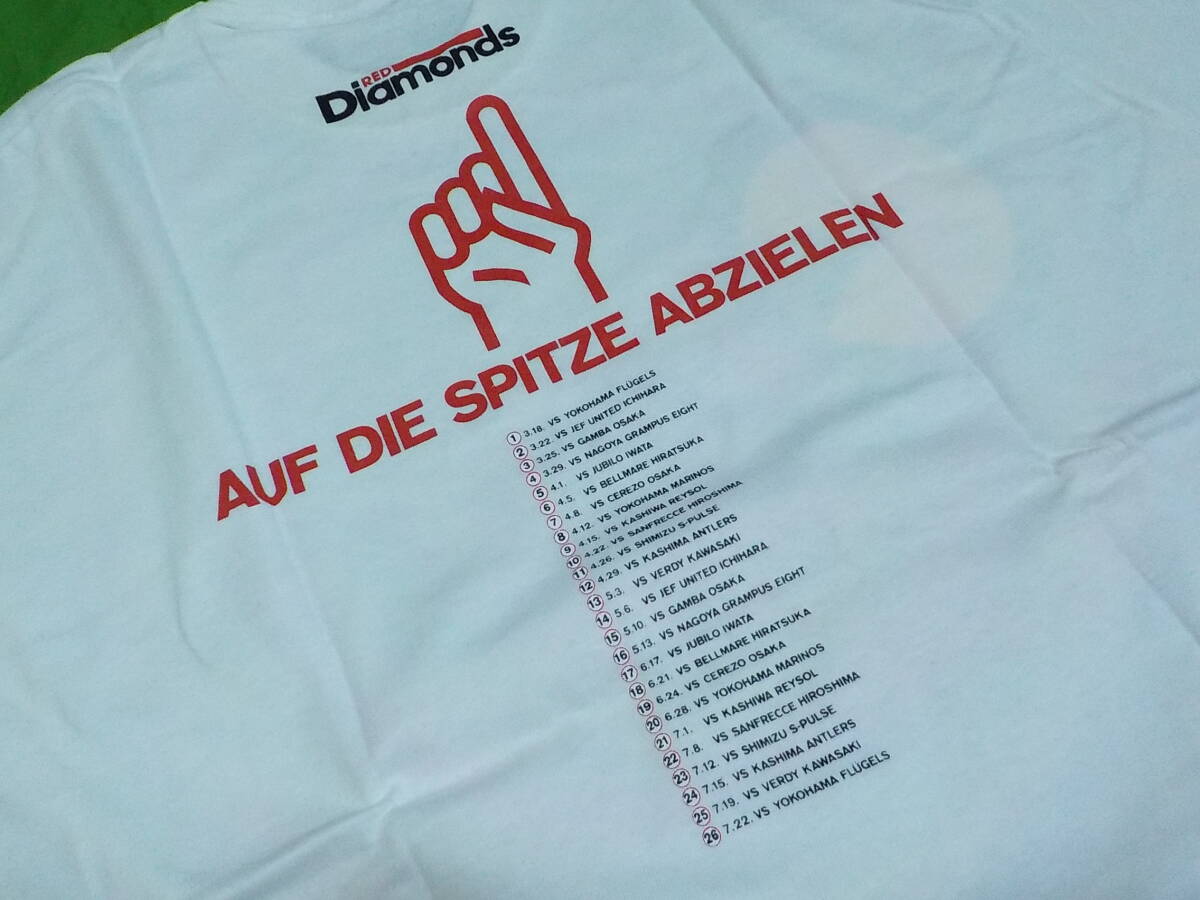 RED
Diamonds
AUF DIE SPITZE ABZIELEN
1 3.18. VS YOKOHAMA FLÜGELS
2 3.22. VS JEF UNITED ICHIHARA
3 3.25. VS GAMBA OSAKA
4 3.29. VS NAGOYA GRAMPUS EIGHT
5 4.1. VS JUBILO IWATA
6 4.5. VS BELLMARE HIRATSUKA
7 4.8. VS CEREZO OSAKA
8 4.12. VS YOKOHAMA MARINOS
9 4.15. VS KASHIWA REYSOL
10 4.22. VS SANFRECCE HIROSHIMA
11 4.26. VS SHIMIZU S-PULSE
12 4.29. VS KASHIMA ANTLERS
13 5.3. VS VERDY KAWASAKI
14 5.6. VS JEF UNITED ICHIHARA
15 5.10. VS GAMBA OSAKA
16 5.13. VS NAGOYA GRAMPUS EIGHT
17 6.17. VS JUBILO IWATA
18 6.21. VS BELLMARE HIRATSUKA
19 6.24. VS CEREZO OSAKA
20 6.28. VS YOKOHAMA MARINOS
21 7.1. VS KASHIWA REYSOL
22 7.8. VS SANFRECCE HIROSHIMA
23 7.12. VS SHIMIZU S-PULSE
24 7.15. VS KASHIMA ANTLERS
25 7.19. VS VERDY KAWASAKI
26 7.22. VS YOKOHAMA FLÜGELS